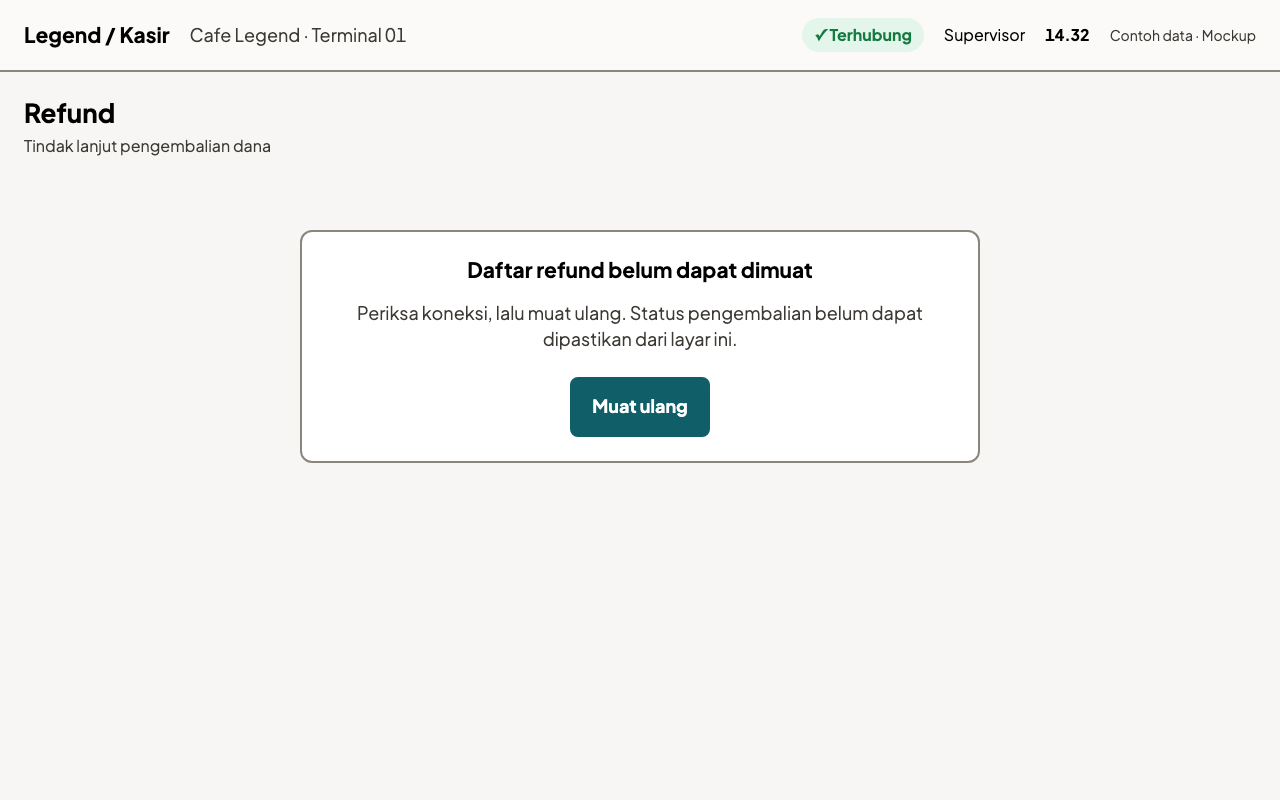 Legend / Kasir Cafe Legend · Terminal 01 ✓Terhubung Supervisor 14.32 Contoh data · Mockup
Refund
Tindak lanjut pengembalian dana
Daftar refund belum dapat dimuat
Periksa koneksi, lalu muat ulang. Status pengembalian belum dapat
dipastikan dari layar ini.
Muat ulang